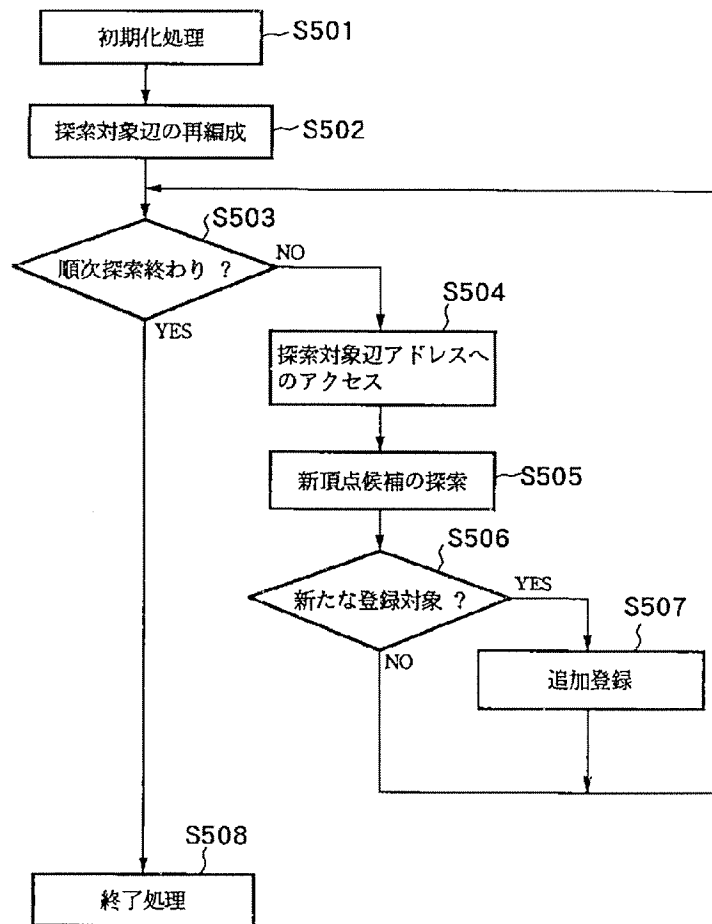 初期化処理
S501
探索対象辺の再編成
S502
S503
順次探索終わり ?
NO
YES
S504
探索対象辺アドレスへ
のアクセス
新頂点候補の探索
S505
S506
新たな登録対象 ?
YES
NO
S507
追加登録
S508
終了処理